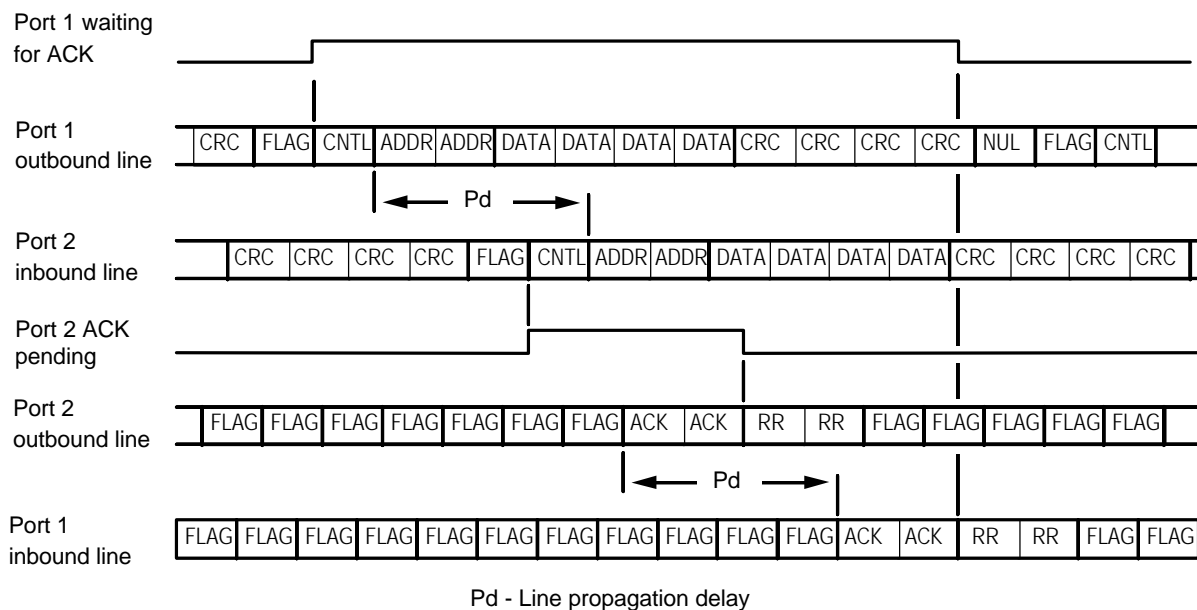 Port 1 waiting
for ACK
Port 1
outbound line
CRC FLAG CNTL ADDR ADDR DATA DATA DATA DATA CRC CRC CRC CRC NUL FLAG CNTL
Pd
Port 2
inbound line
CRC CRC CRC CRC FLAG CNTL ADDR ADDR DATA DATA DATA DATA CRC CRC CRC CRC
Port 2 ACK
pending
Port 2
outbound line
FLAG FLAG FLAG FLAG FLAG FLAG FLAG ACK ACK RR RR FLAG FLAG FLAG FLAG FLAG
Pd
Port 1
inbound line
FLAG FLAG FLAG FLAG FLAG FLAG FLAG FLAG FLAG FLAG FLAG ACK ACK RR RR FLAG FLAG
Pd - Line propagation delay